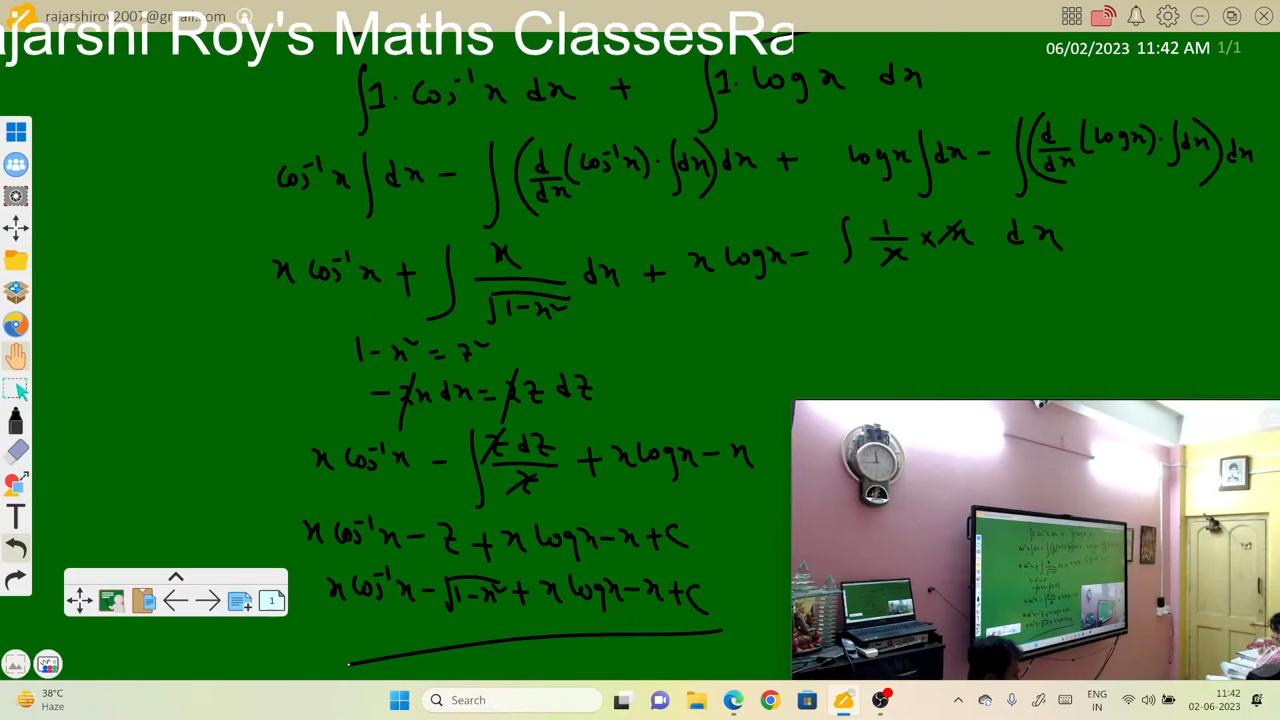 rajarshiroy2007@gmail.com
ajarshi Roy's Maths ClassesRa
06/02/2023 11:42 AM 1/1
∫1. cos⁻¹x dx + ∫1. log x dx
cos⁻¹x ∫dx − ∫(d/dx (cos⁻¹x) · ∫dx)dx + log x ∫dx − ∫(d/dx (log x) · ∫dx)dx
x cos⁻¹x + ∫ x/√(1−x²) dx + x log x − ∫ 1/x × x dx
1−x² = z²
−2x dx = 2z dz
x cos⁻¹x − ∫ z dz/z + x log x − x
x cos⁻¹x − z + x log x − x + c
x cos⁻¹x − √(1−x²) + x log x − x + c
T
1
38°C
Haze
Search
ENG
IN
11:42
02-06-2023